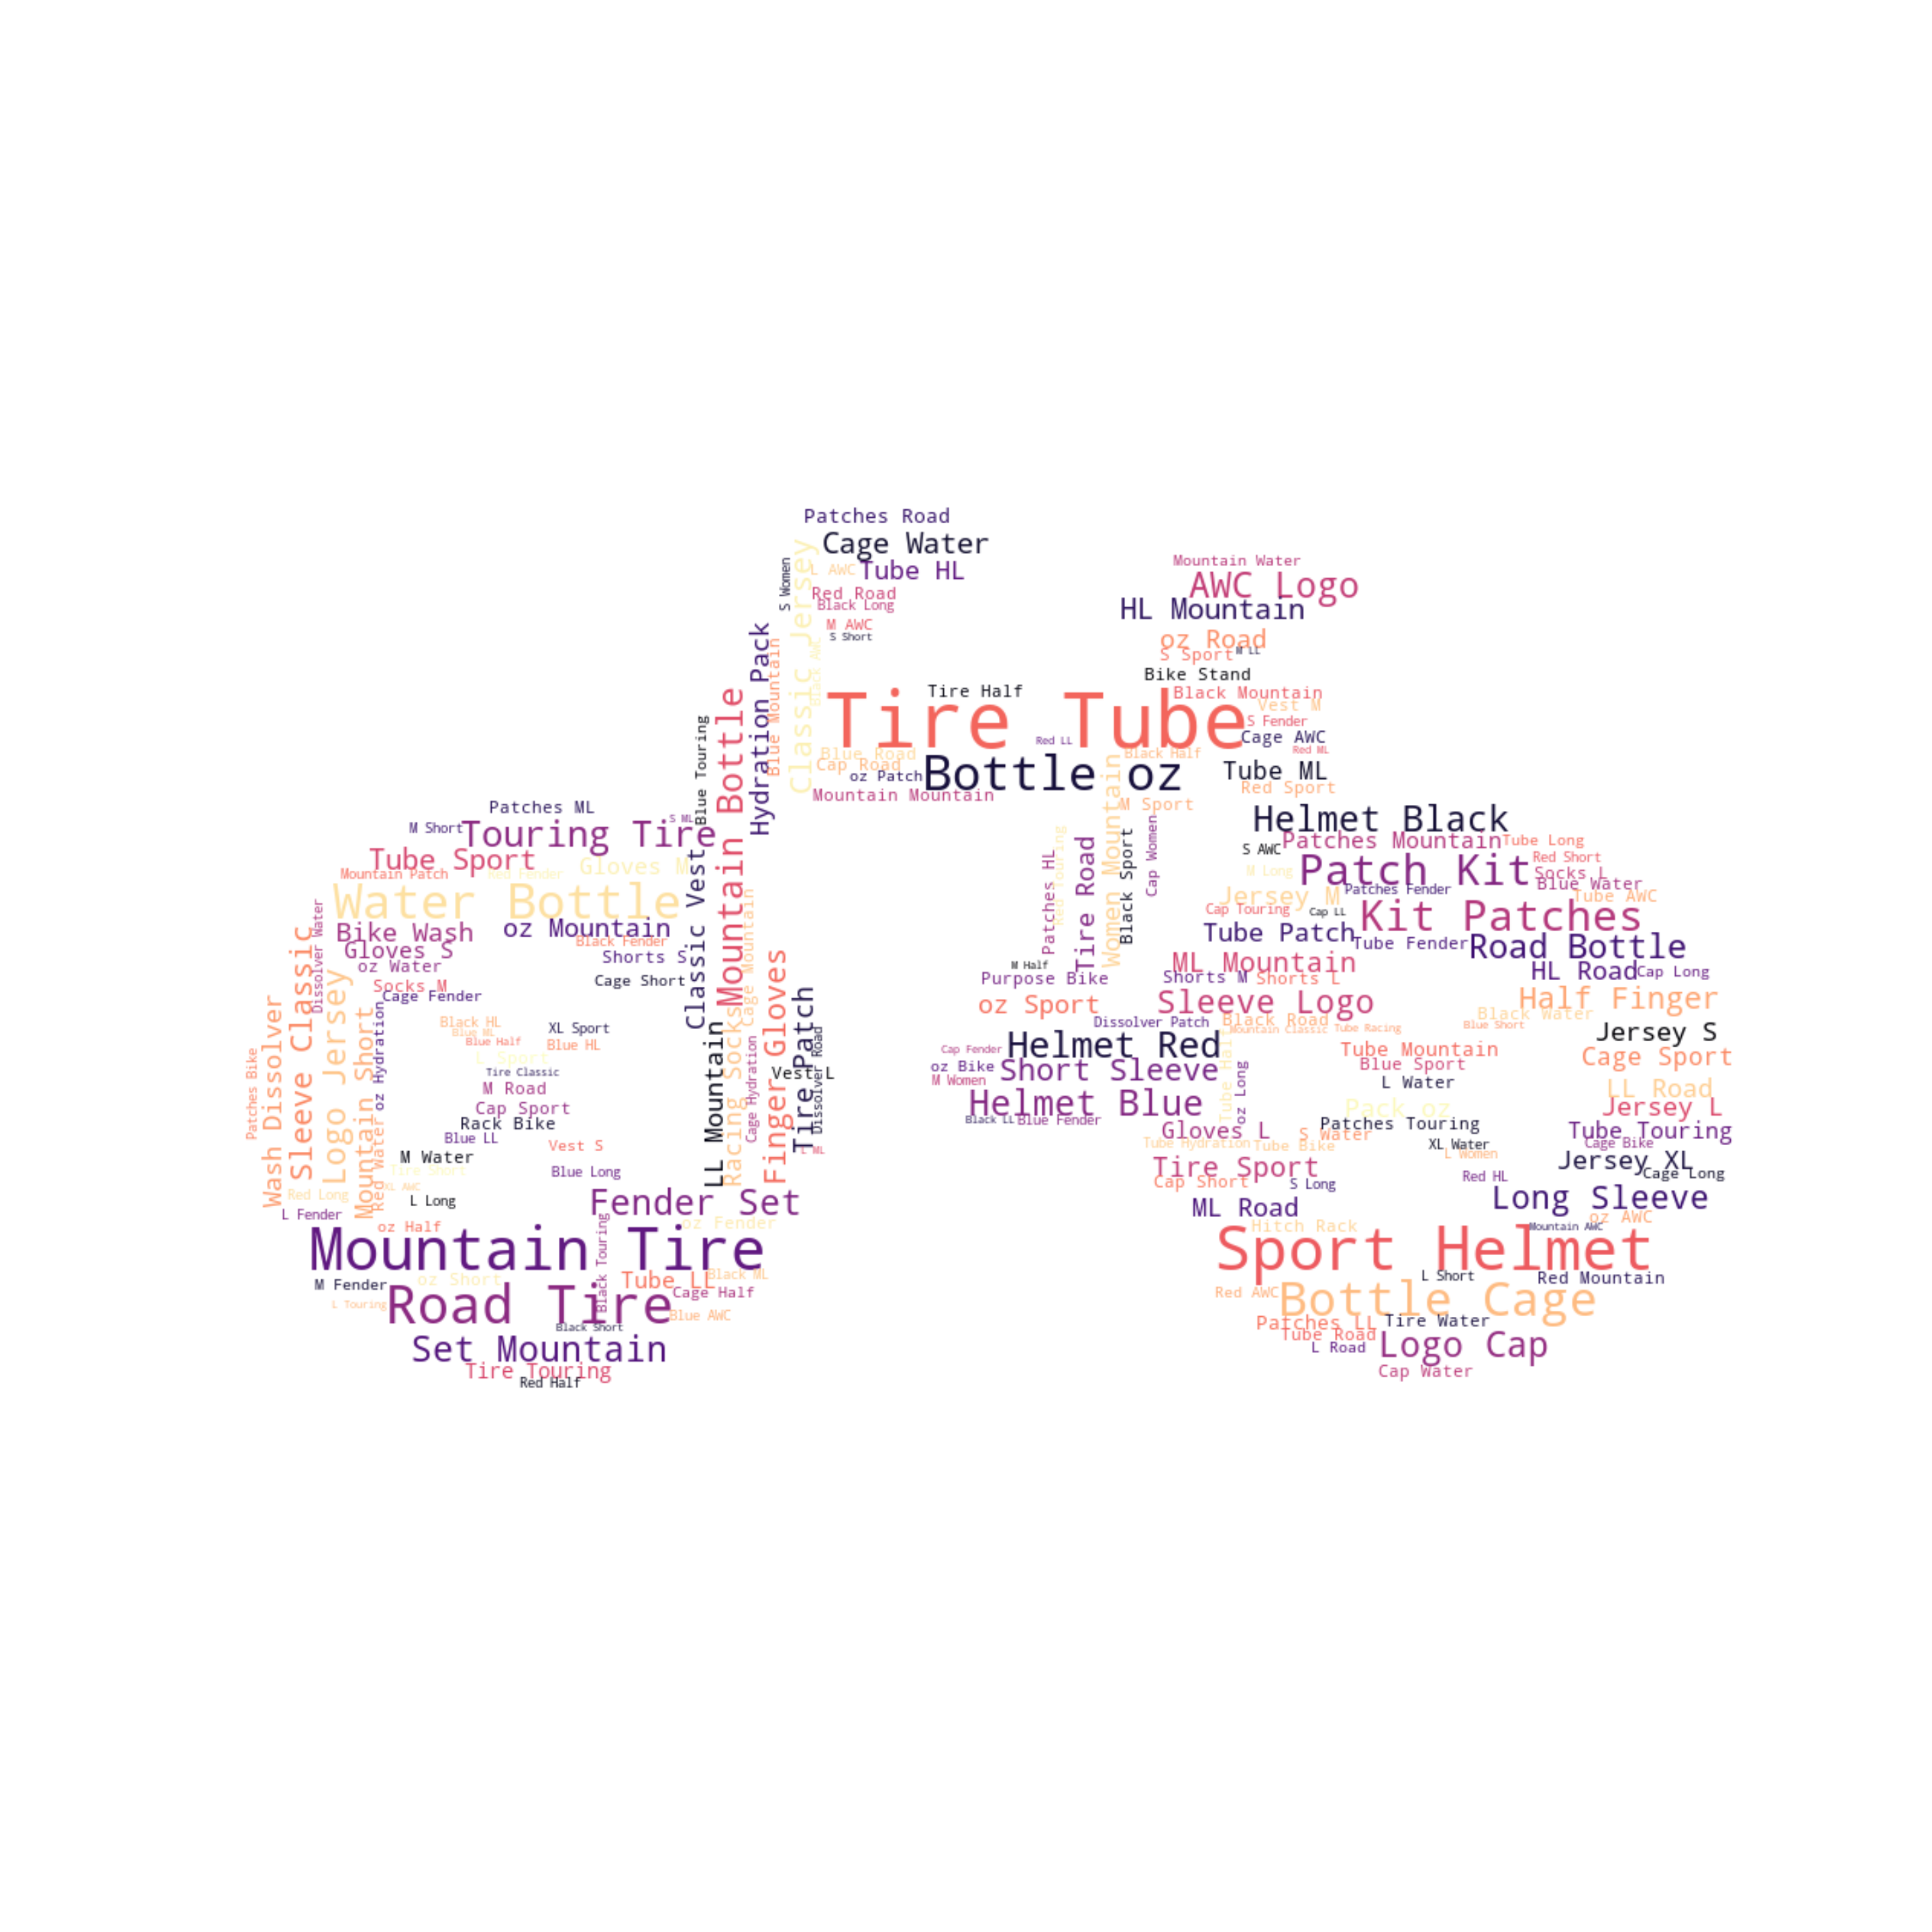 Patches Road
Cage Water
L AWC
Tube HL
S Women
Classic Jersey
Red Road
Black Long
M AWC
S Short
Black AWC
Mountain Water
AWC Logo
HL Mountain
oz Road
S Sport
M LL
Bike Stand
Black Mountain
Vest M
S Fender
Cage AWC
Red ML
Tube ML
Red Sport
Hydration Pack
Blue Mountain
Tire Half
Tire Tube
Red LL
Blue Road
Black Half
Cap Road
oz Patch
Bottle oz
Mountain Mountain
M Sport
Blue Touring
Mountain Bottle
Patches ML
M Short
S ML
Touring Tire
Tube Sport
Gloves M
Mountain Patch
Red Fender
Water Bottle
Bike Wash
oz Mountain
Black Fender
Gloves S
Shorts S
oz Water
Socks M
Cage Short
Cage Fender
Dissolver Water
Sleeve Classic
Wash Dissolver
Patches Bike
Logo Jersey
Mountain Short
oz Hydration
Red Water
Black HL
XL Sport
Blue ML
Blue Half
Blue HL
L Sport
Tire Classic
M Road
Cap Sport
Rack Bike
Blue LL
Vest S
M Water
Tire Short
Blue Long
XL AWC
Red Long
L Long
L Fender
oz Half
Classic Vest
Cage Mountain
LL Mountain
Racing Socks
Cage Hydration
Finger Gloves
Tire Patch
Vest L
Dissolver Road
L ML
Fender Set
oz Fender
Mountain Tire
Black Touring
M Fender
oz Short
Tube LL
Black ML
Cage Half
L Touring
Road Tire
Blue AWC
Black Short
Set Mountain
Tire Touring
Red Half
Women Mountain
Red Touring
Patches HL
Tire Road
Black Sport
Cap Women
M Half
Purpose Bike
oz Sport
Dissolver Patch
Cap Fender
Helmet Red
oz Bike
Short Sleeve
M Women
Helmet Blue
Black LL
Blue Fender
Helmet Black
Patches Mountain
Tube Long
S AWC
Red Short
M Long
Patch Kit
Socks L
Blue Water
Jersey M
Patches Fender
Tube AWC
Cap Touring
Cap LL
Kit Patches
Tube Patch
Tube Fender
Road Bottle
ML Mountain
HL Road
Cap Long
Shorts M
Shorts L
Sleeve Logo
Half Finger
Black Water
Black Road
Mountain Classic
Tube Racing
Blue Short
Jersey S
Tube Mountain
Cage Sport
Blue Sport
L Water
LL Road
Tube Half
oz Long
Pack oz
Jersey L
Patches Touring
Gloves L
S Water
Tube Touring
Tube Hydration
Tube Bike
XL Water
Cage Bike
L Women
Jersey XL
Tire Sport
Cage Long
Cap Short
S Long
Red HL
Long Sleeve
ML Road
oz AWC
Hitch Rack
Mountain AWC
Sport Helmet
L Short
Red Mountain
Red AWC
Bottle Cage
Patches LL
Tire Water
Tube Road
L Road
Logo Cap
Cap Water